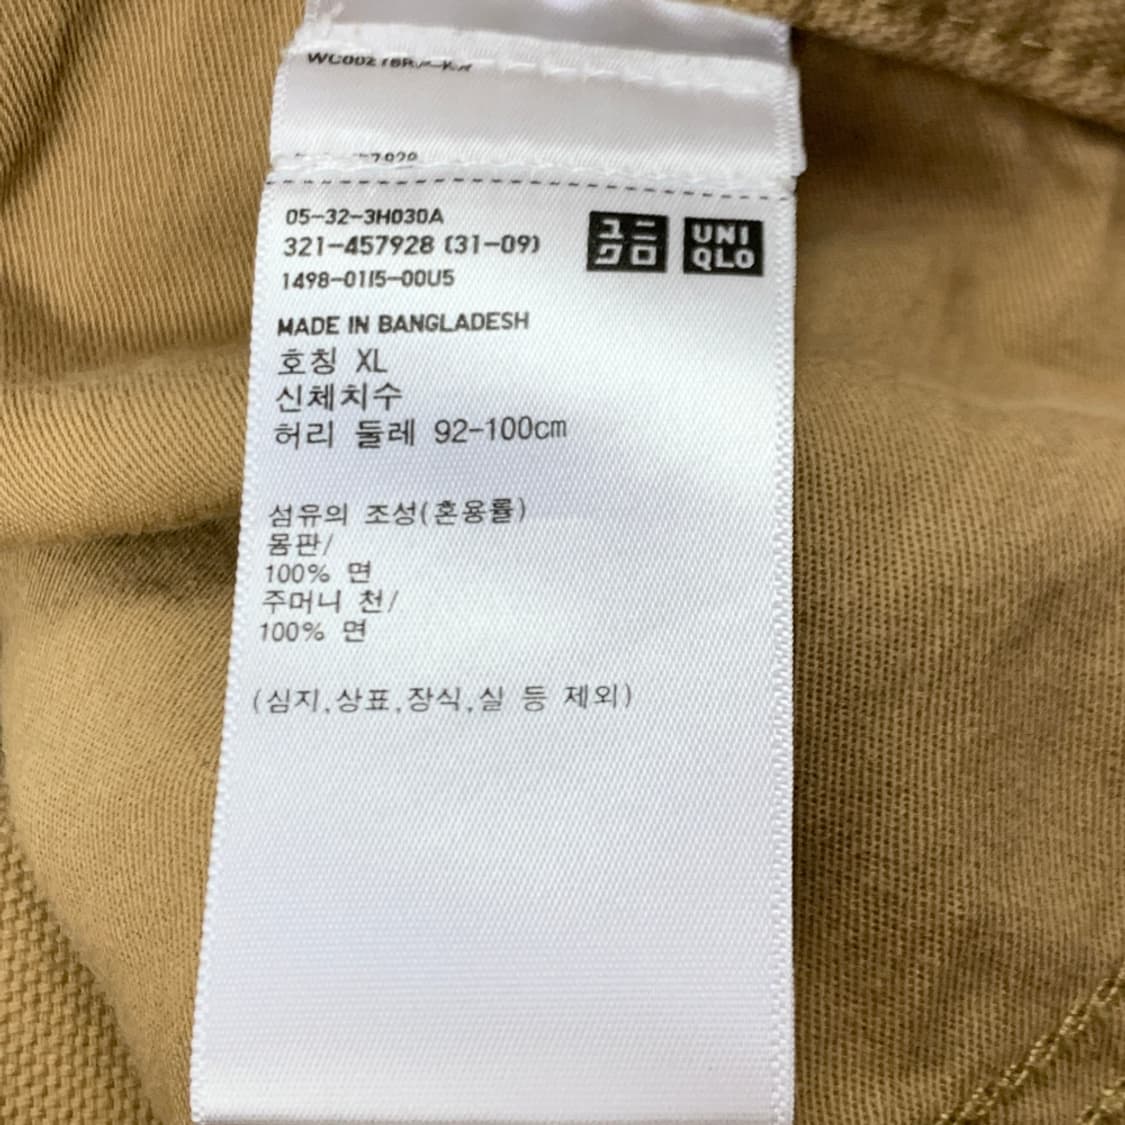 05-32-3H030A
321-457928 (31-09)
1498-0115-00U5
ユニ
クロ
UNI
QLO
MADE IN BANGLADESH
호칭 XL
신체치수
허리 둘레 92-100cm
섬유의 조성(혼용률)
몸판/
100% 면
주머니 천/
100% 면
(심지,상표,장식,실 등 제외)